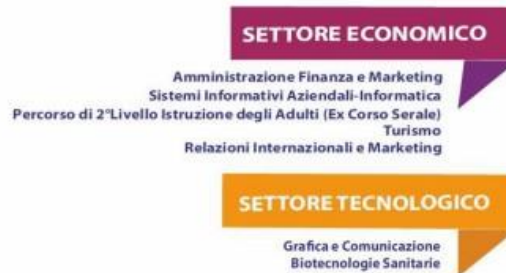 SETTORE ECONOMICO
Amministrazione Finanza e Marketing
Sistemi Informativi Aziendali-Informatica
Percorso di 2°Livello Istruzione degli Adulti (Ex Corso Serale)
Turismo
Relazioni Internazionali e Marketing
SETTORE TECNOLOGICO
Grafica e Comunicazione
Biotecnologie Sanitarie